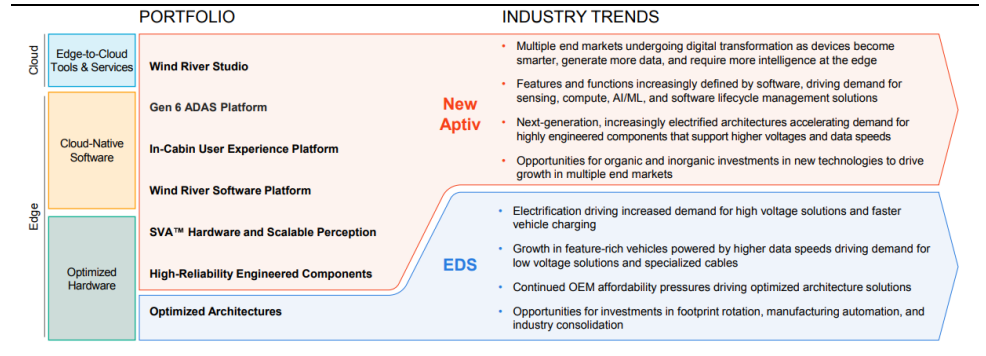 PORTFOLIO
INDUSTRY TRENDS
Cloud
Edge-to-Cloud
Tools & Services
Edge
Cloud-Native
Software
Optimized
Hardware
Wind River Studio
Gen 6 ADAS Platform
In-Cabin User Experience Platform
Wind River Software Platform
SVA™ Hardware and Scalable Perception
High-Reliability Engineered Components
Optimized Architectures
New
Aptiv
• Multiple end markets undergoing digital transformation as devices become
smarter, generate more data, and require more intelligence at the edge
• Features and functions increasingly defined by software, driving demand for
sensing, compute, AI/ML, and software lifecycle management solutions
• Next-generation, increasingly electrified architectures accelerating demand for
highly engineered components that support higher voltages and data speeds
• Opportunities for organic and inorganic investments in new technologies to drive
growth in multiple end markets
EDS
• Electrification driving increased demand for high voltage solutions and faster
vehicle charging
• Growth in feature-rich vehicles powered by higher data speeds driving demand for
low voltage solutions and specialized cables
• Continued OEM affordability pressures driving optimized architecture solutions
• Opportunities for investments in footprint rotation, manufacturing automation, and
industry consolidation